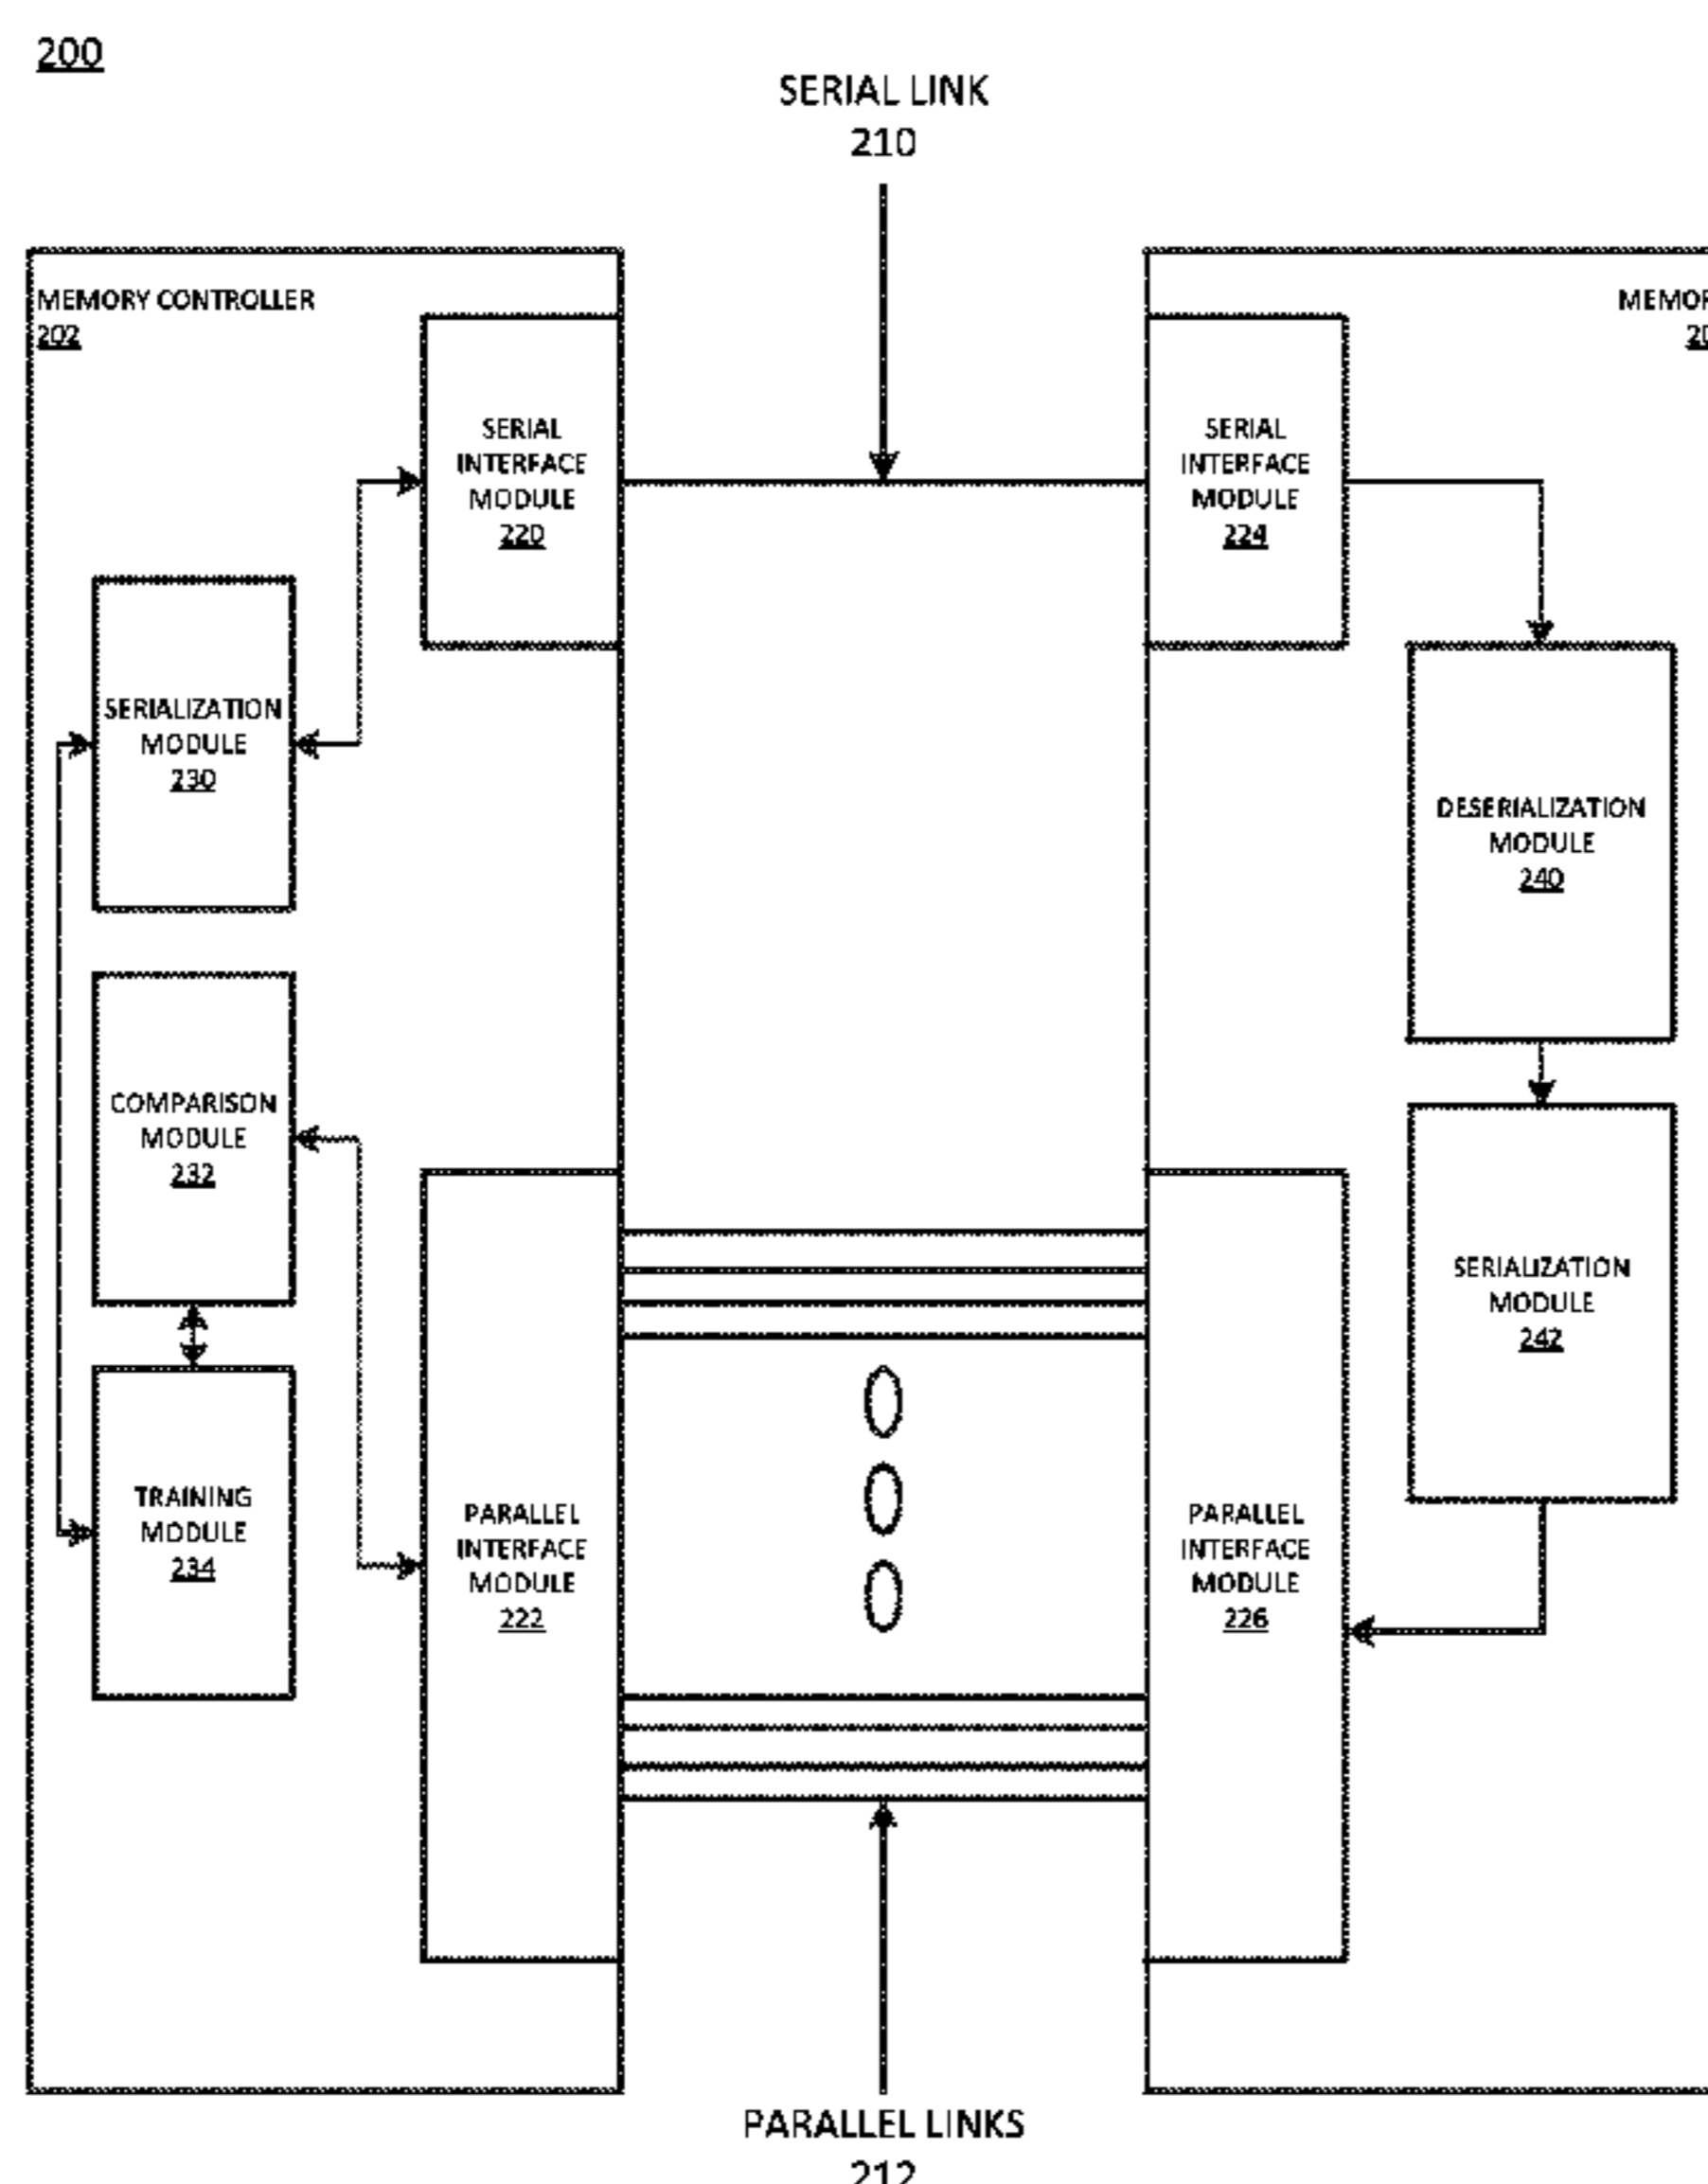 200
SERIAL LINK
210
MEMORY CONTROLLER
202
SERIAL
INTERFACE
MODULE
220
SERIAL
INTERFACE
MODULE
224
SERIALIZATION
MODULE
230
DESERIALIZATION
MODULE
240
COMPARISON
MODULE
232
SERIALIZATION
MODULE
242
TRAINING
MODULE
234
PARALLEL
INTERFACE
MODULE
222
PARALLEL
INTERFACE
MODULE
226
PARALLEL LINKS
212